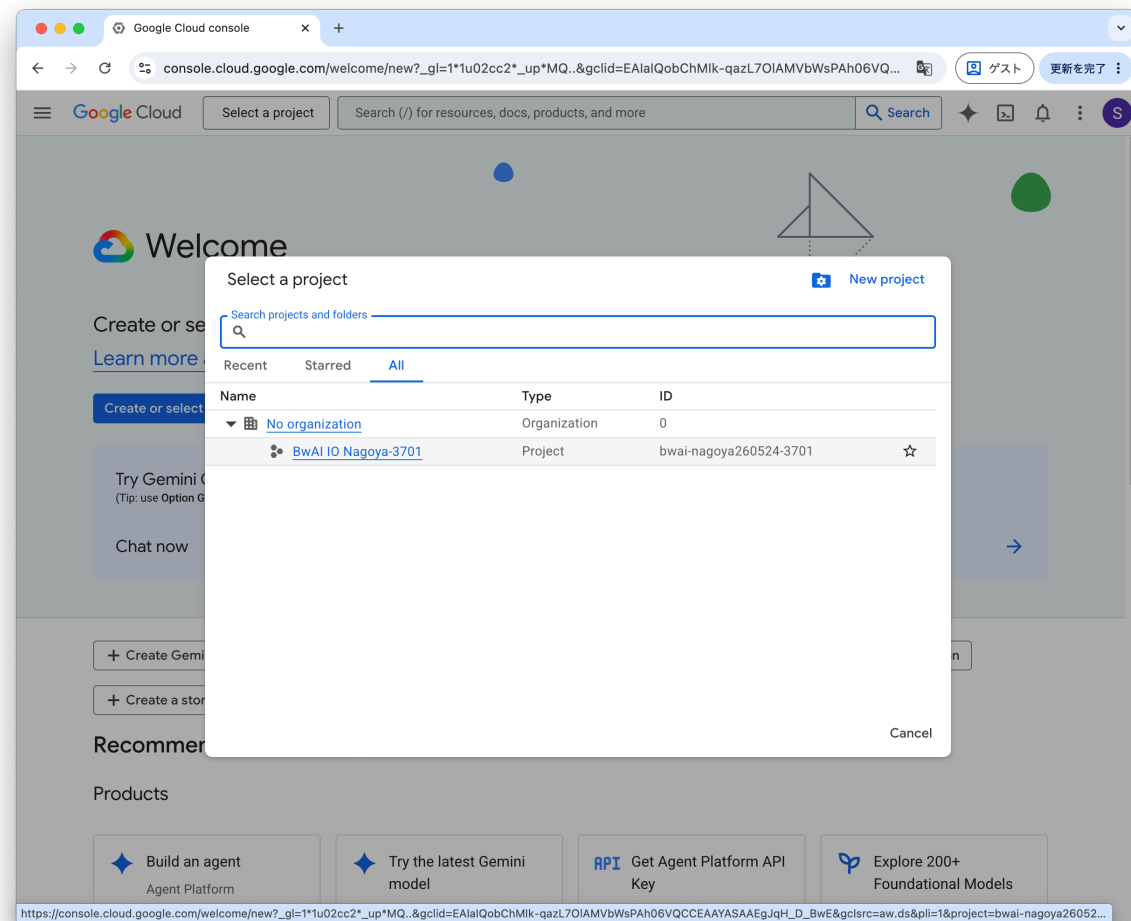 Google Cloud console
console.cloud.google.com/welcome/new?_gl=1*1u02cc2*_up*MQ..&gclid=EAIaIQobChMIk-qazL7OlAMVbWsPAh06VQ...
ゲスト
更新を完了
Google Cloud
Select a project
Search (/) for resources, docs, products, and more
Search
S
Welcome
Select a project
New project
Search projects and folders
Create or se
Learn more
Recent
Starred
All
Name
Type
ID
Create or select
No organization
Organization
0
BwAI IO Nagoya-3701
Project
bwai-nagoya260524-3701
Try Gemini
(Tip: use Option G
Chat now
+ Create Gemi
n
+ Create a stor
Cancel
Recommer
Products
Build an agent
Agent Platform
Try the latest Gemini
model
API
Get Agent Platform API
Key
Explore 200+
Foundational Models
https://console.cloud.google.com/welcome/new?_gl=1*1u02cc2*_up*MQ..&gclid=EAIaIQobChMIk-qazL7OlAMVbWsPAh06VQCCEAAYASAAEgJqH_D_BwE&gclsrc=aw.ds&pli=1&project=bwai-nagoya26052...